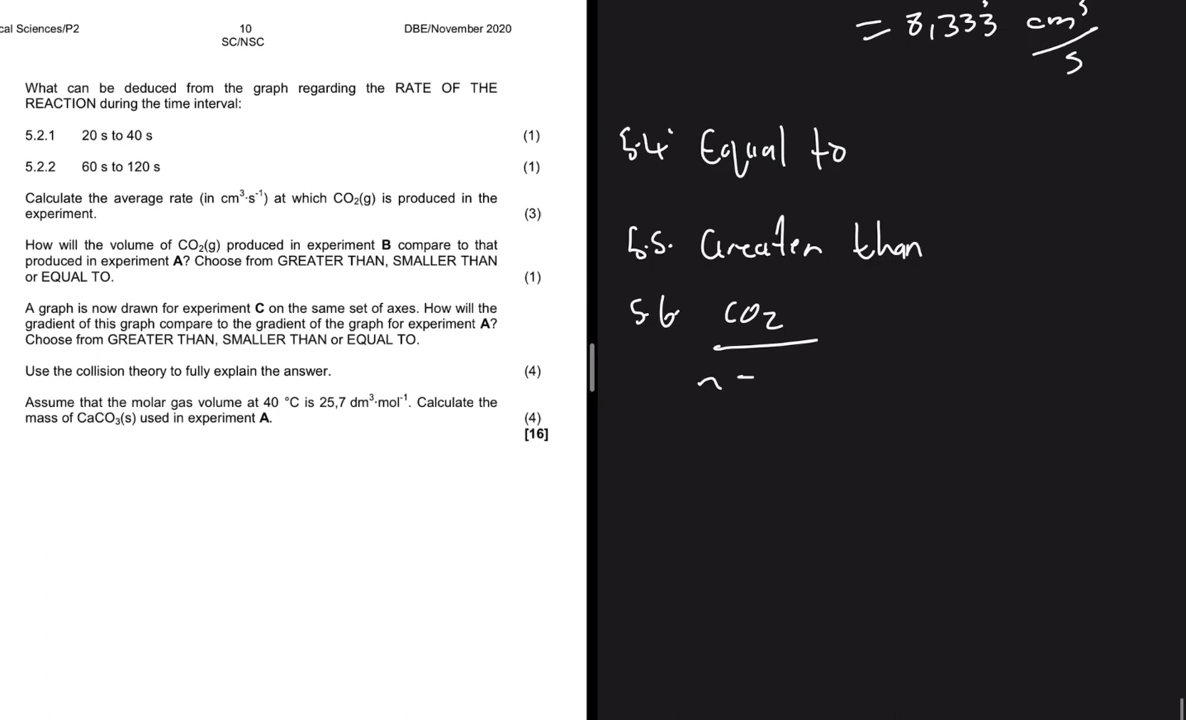 cal Sciences/P2 10 DBE/November 2020
SC/NSC
What can be deduced from the graph regarding the RATE OF THE
REACTION during the time interval:
5.2.1 20 s to 40 s (1)
5.2.2 60 s to 120 s (1)
Calculate the average rate (in cm³·s⁻¹) at which CO₂(g) is produced in the
experiment. (3)
How will the volume of CO₂(g) produced in experiment B compare to that
produced in experiment A? Choose from GREATER THAN, SMALLER THAN
or EQUAL TO. (1)
A graph is now drawn for experiment C on the same set of axes. How will the
gradient of this graph compare to the gradient of the graph for experiment A?
Choose from GREATER THAN, SMALLER THAN or EQUAL TO.
Use the collision theory to fully explain the answer. (4)
Assume that the molar gas volume at 40 °C is 25,7 dm³·mol⁻¹. Calculate the
mass of CaCO₃(s) used in experiment A. (4)
[16]
= 8,333 cm³/s
5.4 Equal to
5.5. Greater than
5 6 CO2
n =